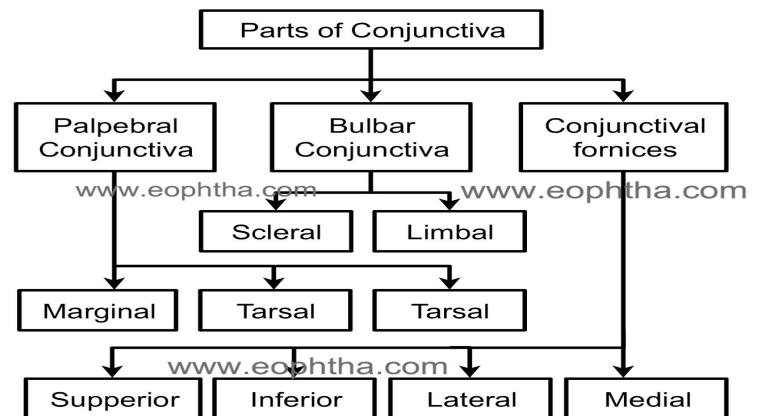 Parts of Conjunctiva
Palpebral
Conjunctiva
Bulbar
Conjunctiva
Conjunctival
fornices
www.eophtha.com
www.eophtha.com
Scleral
Limbal
Marginal
Tarsal
Tarsal
www.eophtha.com
Supperior
Inferior
Lateral
Medial